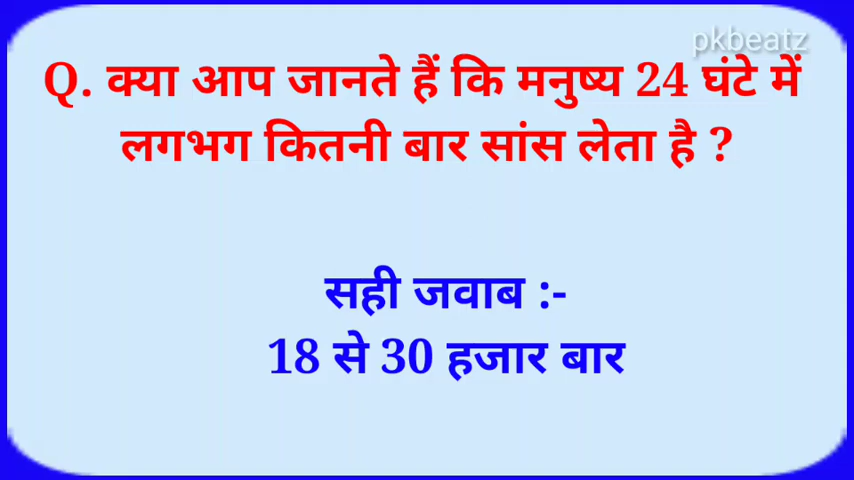 pkbeatz
Q. क्या आप जानते हैं कि मनुष्य 24 घंटे में
लगभग कितनी बार सांस लेता है ?
सही जवाब :-
18 से 30 हजार बार